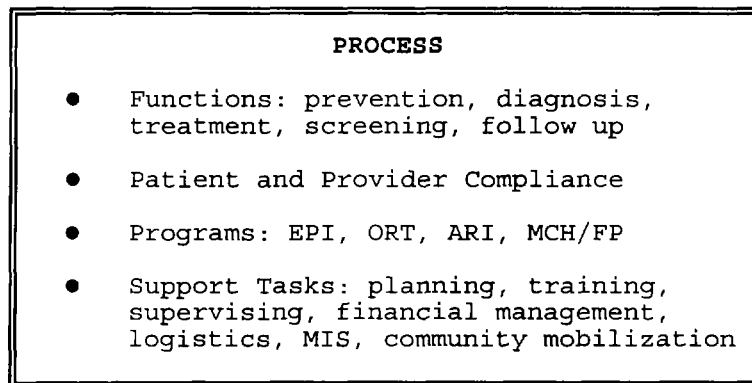 PROCESS
● Functions: prevention, diagnosis,
treatment, screening, follow up
● Patient and Provider Compliance
● Programs: EPI, ORT, ARI, MCH/FP
● Support Tasks: planning, training,
supervising, financial management,
logistics, MIS, community mobilization